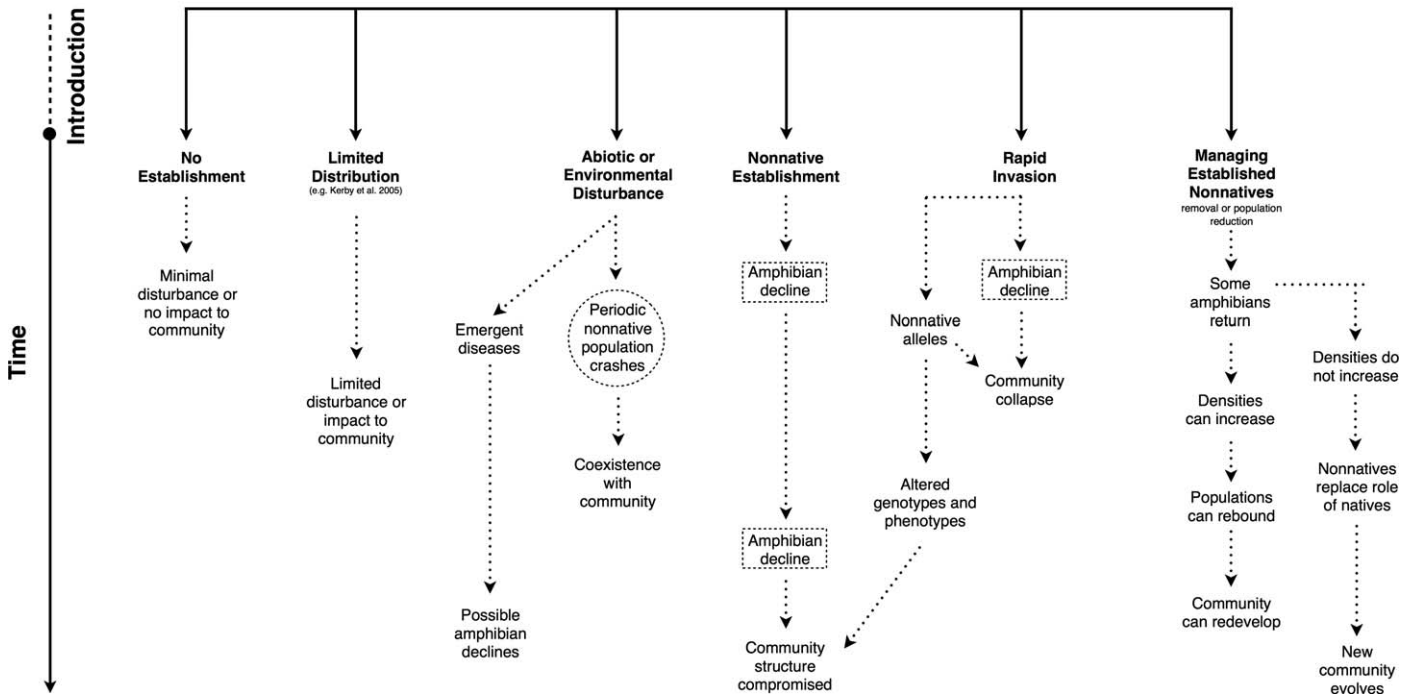 Introduction
Time
No
Establishment
Minimal
disturbance or
no impact to
community
Limited
Distribution
(e.g. Kerby et al. 2005)
Limited
disturbance or
impact to
community
Abiotic or
Environmental
Disturbance
Emergent
diseases
Possible
amphibian
declines
Periodic
nonnative
population
crashes
Coexistence
with
community
Nonnative
Establishment
Amphibian
decline
Amphibian
decline
Community
structure
compromised
Rapid
Invasion
Nonnative
alleles
Altered
genotypes and
phenotypes
Amphibian
decline
Community
collapse
Managing
Established
Nonnatives
removal or population
reduction
Some
amphibians
return
Densities
can increase
Populations
can rebound
Community
can redevelop
Densities do
not increase
Nonnatives
replace role
of natives
New
community
evolves